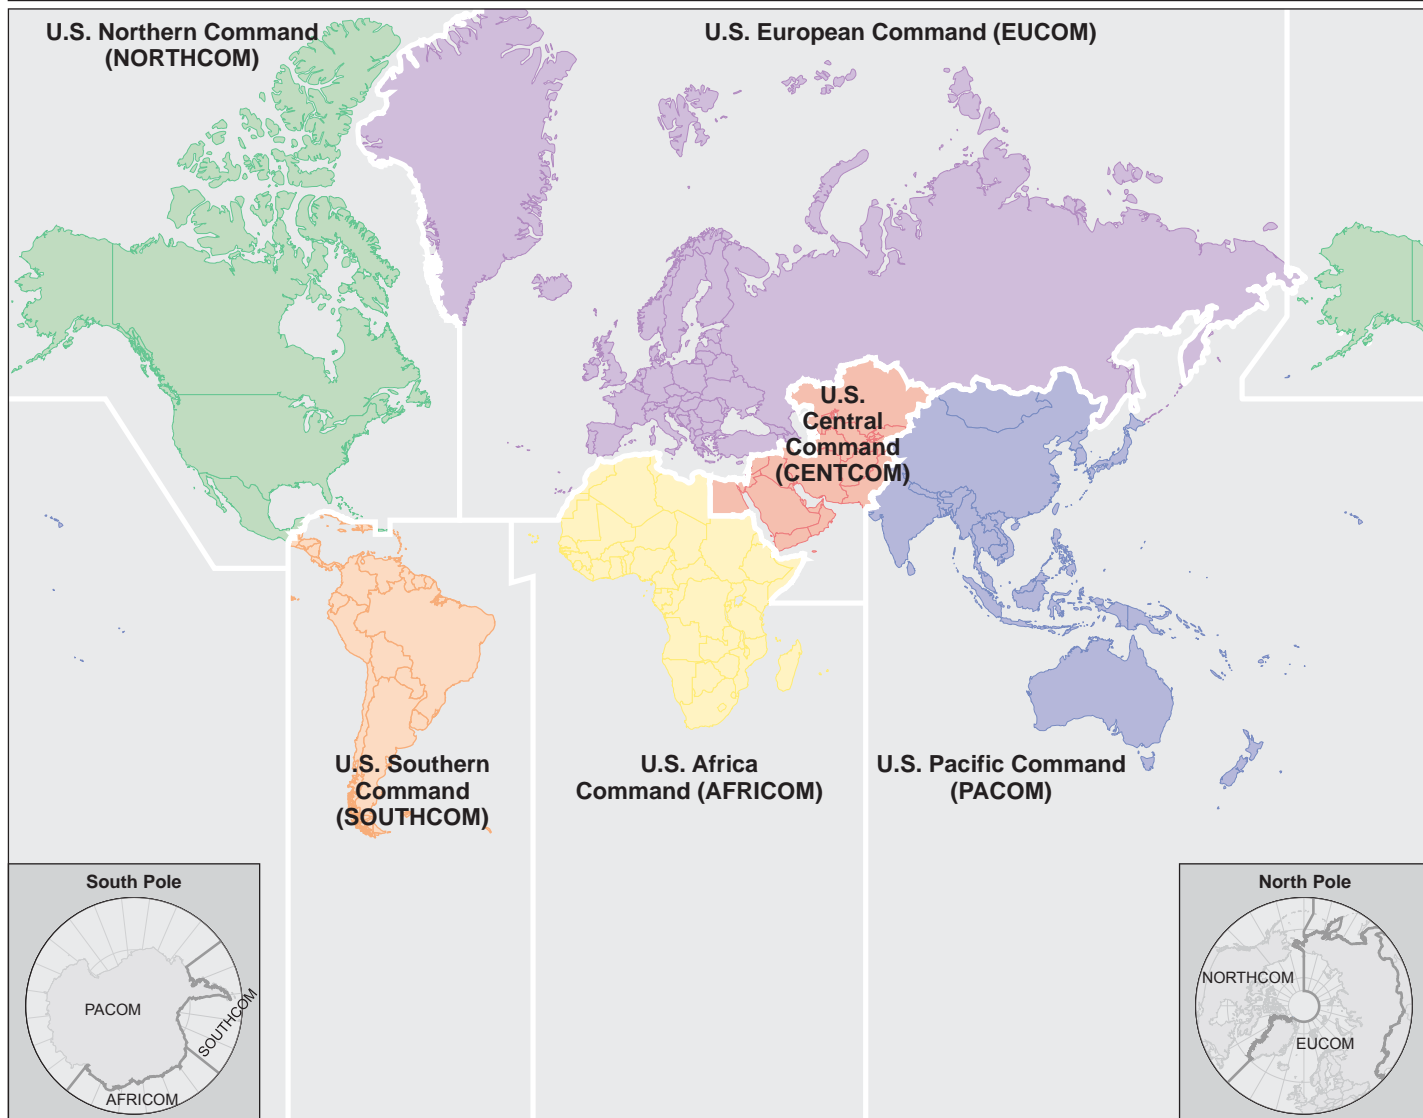 U.S. Northern Command
(NORTHCOM)
U.S. European Command (EUCOM)
U.S.
Central
Command
(CENTCOM)
U.S. Southern
Command
(SOUTHCOM)
U.S. Africa
Command (AFRICOM)
U.S. Pacific Command
(PACOM)
South Pole
PACOM
SOUTHCOM
AFRICOM
North Pole
NORTHCOM
EUCOM